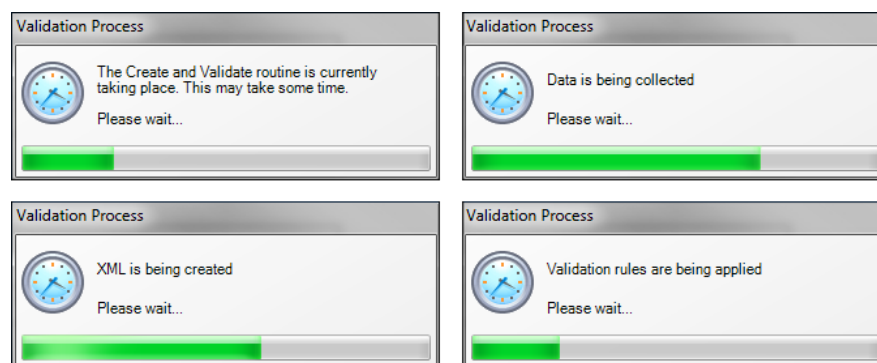 Validation Process
The Create and Validate routine is currently
taking place. This may take some time.
Please wait...
Validation Process
Data is being collected
Please wait...
Validation Process
XML is being created
Please wait...
Validation Process
Validation rules are being applied
Please wait...